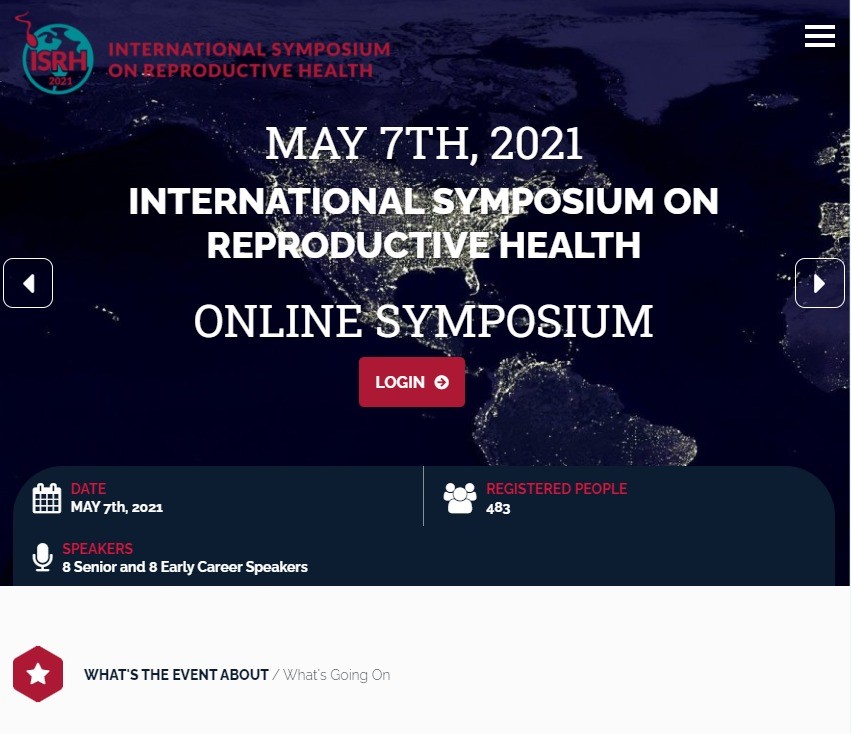 ISRH
2021
INTERNATIONAL SYMPOSIUM
ON REPRODUCTIVE HEALTH
MAY 7TH, 2021
INTERNATIONAL SYMPOSIUM ON
REPRODUCTIVE HEALTH
ONLINE SYMPOSIUM
LOGIN
DATE
MAY 7th, 2021
REGISTERED PEOPLE
483
SPEAKERS
8 Senior and 8 Early Career Speakers
WHAT'S THE EVENT ABOUT / What's Going On